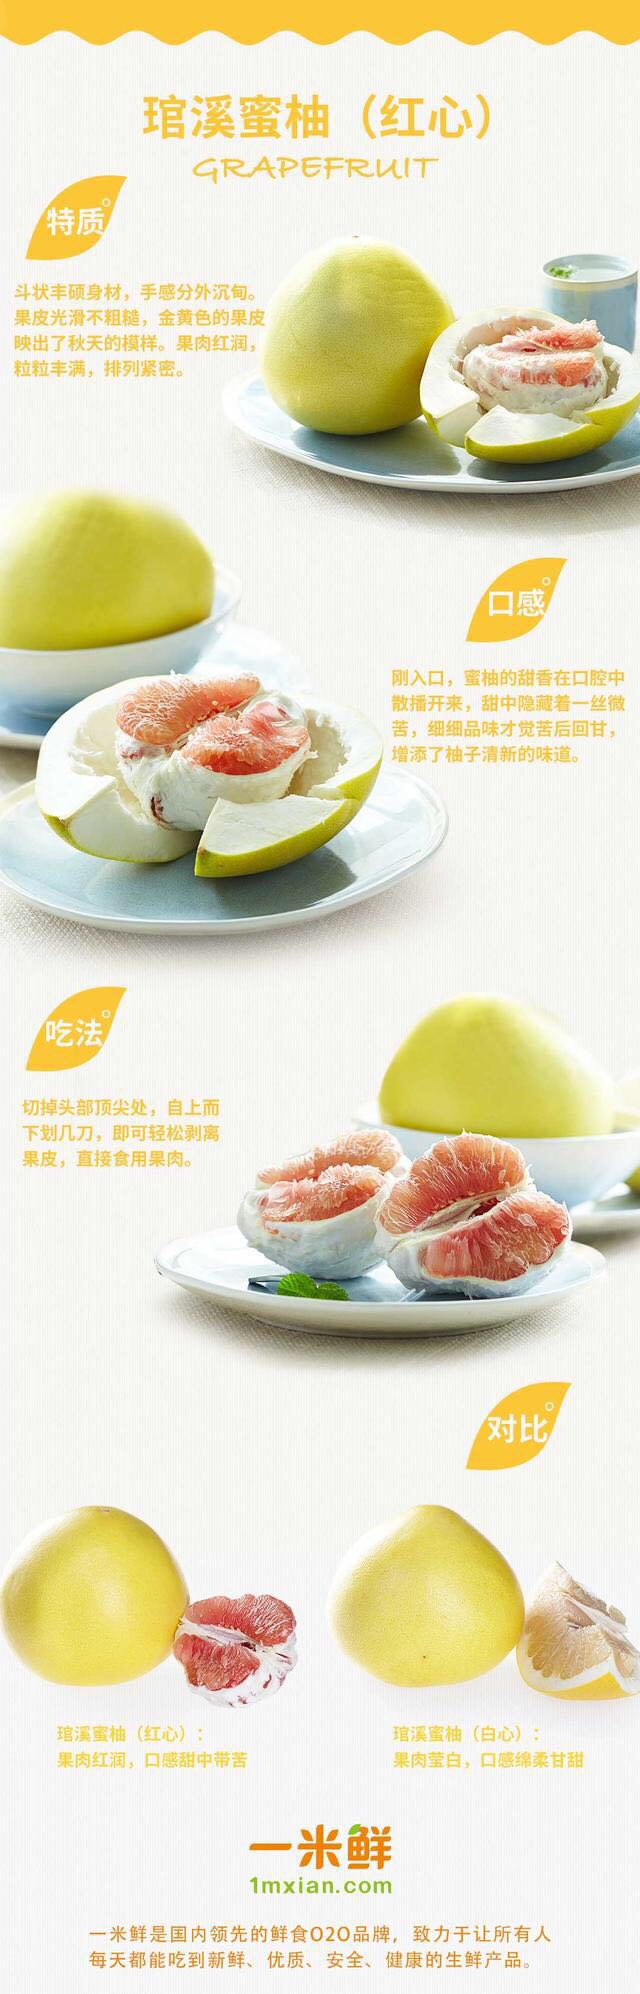 琯溪蜜柚（红心）
GRAPEFRUIT
特质
斗状丰硕身材，手感分外沉甸。
果皮光滑不粗糙，金黄色的果皮
映出了秋天的模样。果肉红润，
粒粒丰满，排列紧密。
口感
刚入口，蜜柚的甜香在口腔中
散播开来，甜中隐藏着一丝微
苦，细细品味才觉苦后回甘，
增添了柚子清新的味道。
吃法
切掉头部顶尖处，自上而
下划几刀，即可轻松剥离
果皮，直接食用果肉。
对比
琯溪蜜柚（红心）：
果肉红润，口感甜中带苦
琯溪蜜柚（白心）：
果肉莹白，口感绵柔甘甜
一米鲜
1mxian.com
一米鲜是国内领先的鲜食O2O品牌，致力于让所有人
每天都能吃到新鲜、优质、安全、健康的生鲜产品。